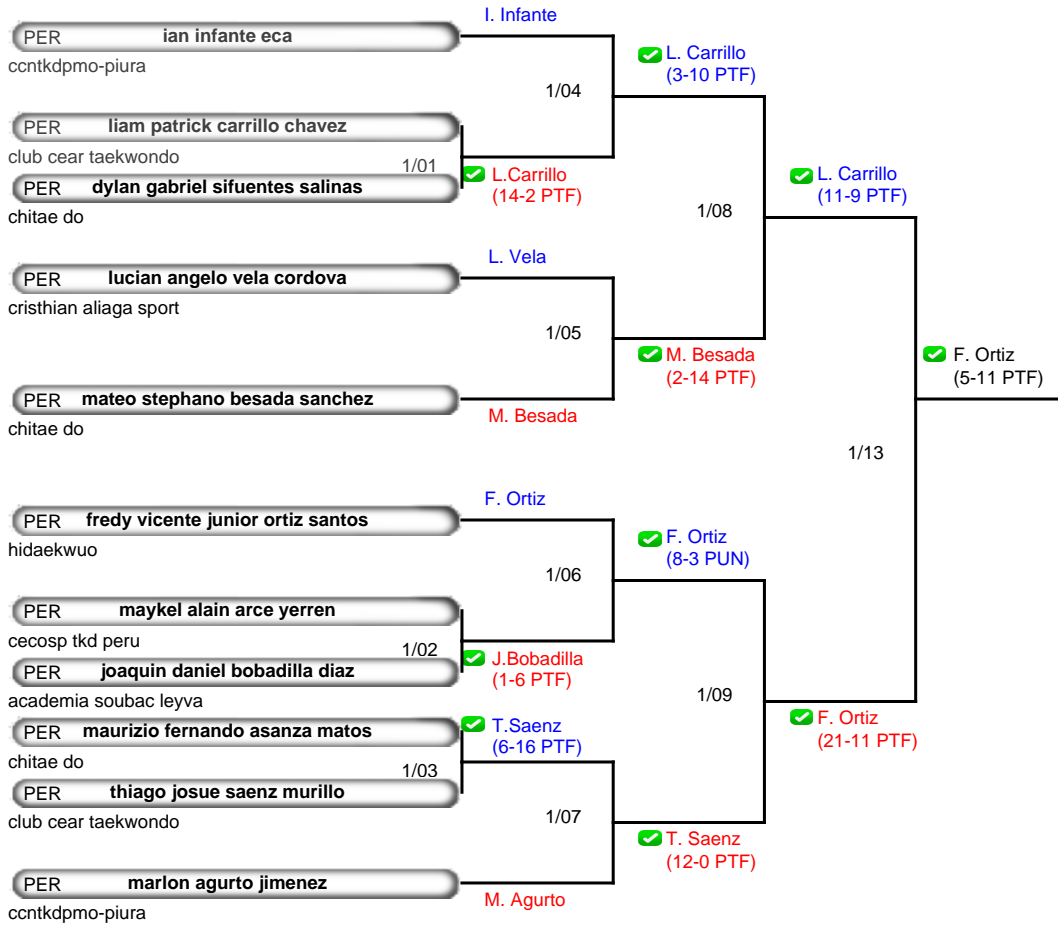 I. Infante
PER ian infante eca
ccntkdpmo-piura
L. Carrillo
(3-10 PTF)
1/04
PER liam patrick carrillo chavez
club cear taekwondo
1/01
L.Carrillo
(14-2 PTF)
PER dylan gabriel sifuentes salinas
chitae do
L. Carrillo
(11-9 PTF)
1/08
L. Vela
PER lucian angelo vela cordova
cristhian aliaga sport
1/05
M. Besada
(2-14 PTF)
F. Ortiz
(5-11 PTF)
PER mateo stephano besada sanchez
chitae do
M. Besada
1/13
F. Ortiz
PER fredy vicente junior ortiz santos
hidaekwuo
F. Ortiz
(8-3 PUN)
1/06
PER maykel alain arce yerren
cecosp tkd peru
1/02
J.Bobadilla
(1-6 PTF)
PER joaquin daniel bobadilla diaz
academia soubac leyva
1/09
PER maurizio fernando asanza matos
chitae do
T.Saenz
(6-16 PTF)
F. Ortiz
(21-11 PTF)
1/03
PER thiago josue saenz murillo
club cear taekwondo
1/07
T. Saenz
(12-0 PTF)
PER marlon agurto jimenez
ccntkdpmo-piura
M. Agurto